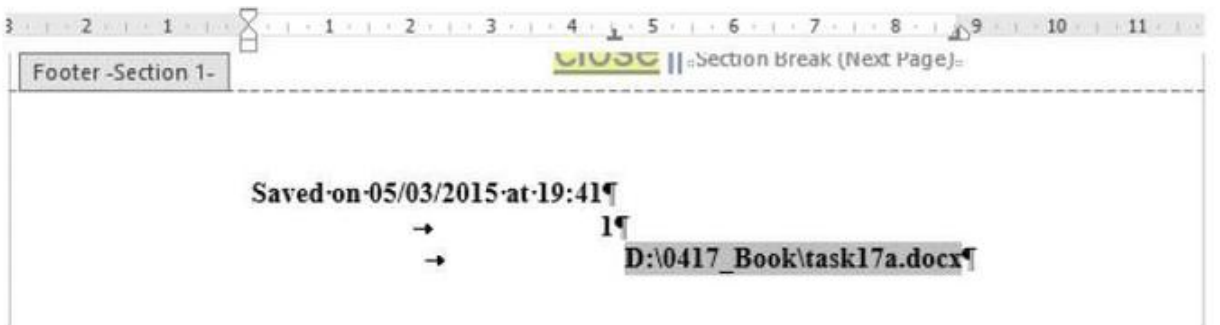 3 2 1 1 2 3 4 5 6 7 8 9 10 11
close Section Break (Next Page)
Footer -Section 1-
Saved on 05/03/2015 at 19:41¶
→ 1¶
→ D:\0417_Book\task17a.docx¶